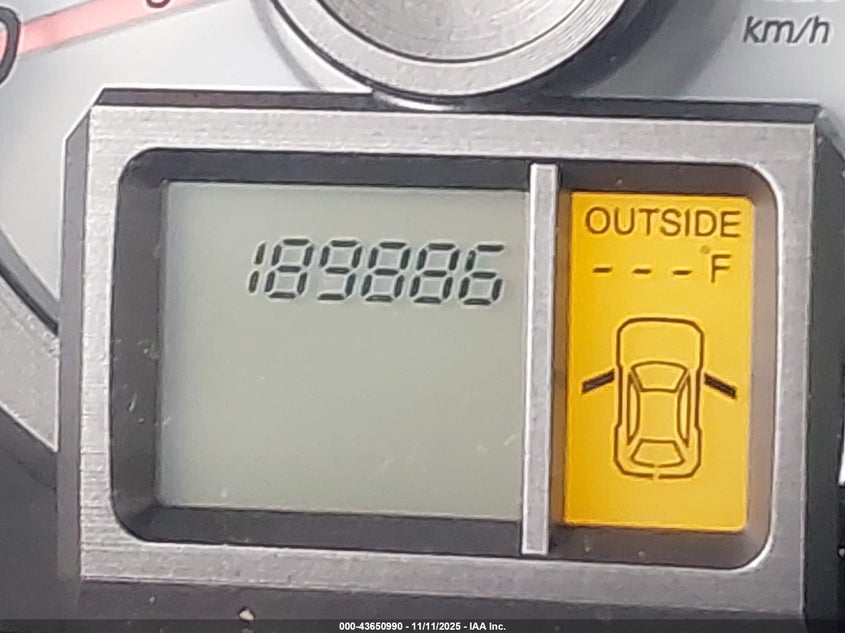 km/h
189886
OUTSIDE
---°F
000-43650990 - 11/11/2025 - IAA Inc.